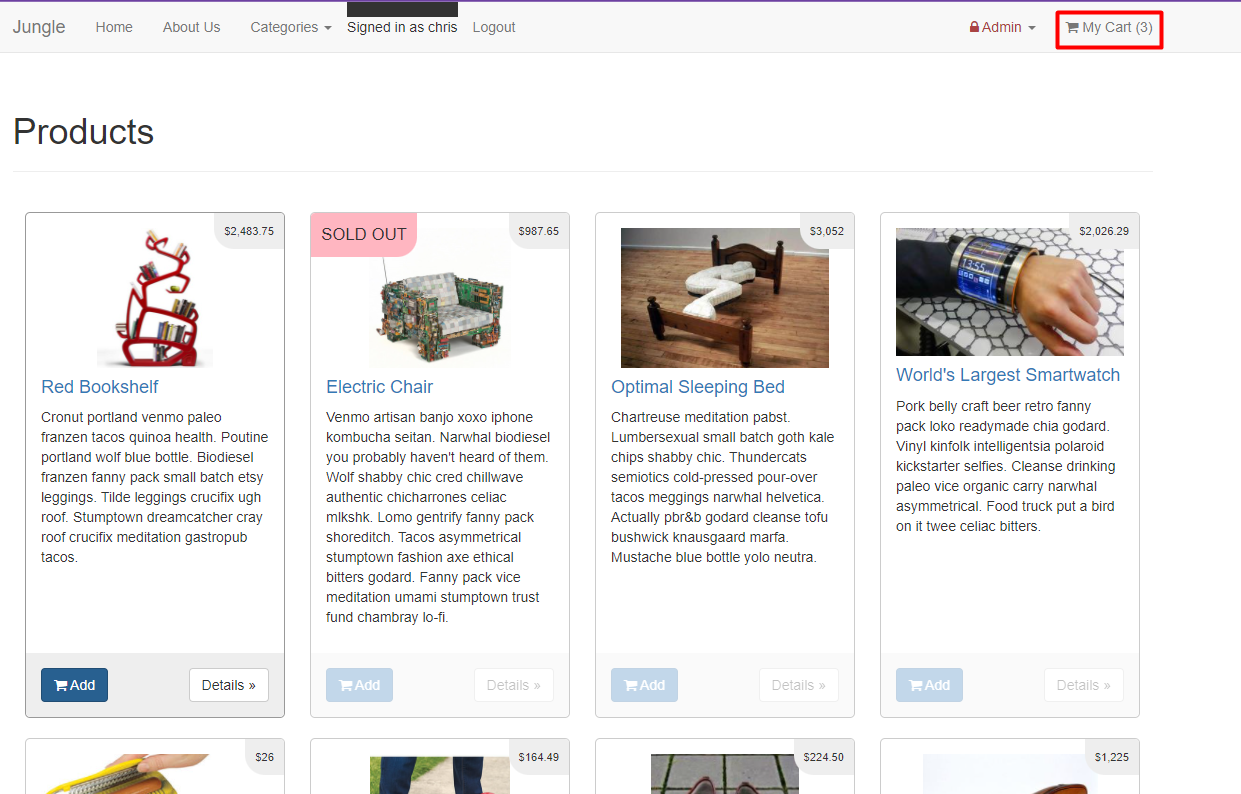 Jungle Home About Us Categories Signed in as chris Logout Admin My Cart (3)
Products
$2,483.75
Red Bookshelf
Cronut portland venmo paleo
franzen tacos quinoa health. Poutine
portland wolf blue bottle. Biodiesel
franzen fanny pack small batch etsy
leggings. Tilde leggings crucifix ugh
roof. Stumptown dreamcatcher cray
roof crucifix meditation gastropub
tacos.
Add Details »
SOLD OUT $987.65
Electric Chair
Venmo artisan banjo xoxo iphone
kombucha seitan. Narwhal biodiesel
you probably haven't heard of them.
Wolf shabby chic cred chillwave
authentic chicharrones celiac
mlkshk. Lomo gentrify fanny pack
shoreditch. Tacos asymmetrical
stumptown fashion axe ethical
bitters godard. Fanny pack vice
meditation umami stumptown trust
fund chambray lo-fi.
Add Details »
$3,052
Optimal Sleeping Bed
Chartreuse meditation pabst.
Lumbersexual small batch goth kale
chips shabby chic. Thundercats
semiotics cold-pressed pour-over
tacos meggings narwhal helvetica.
Actually pbr&b godard cleanse tofu
bushwick knausgaard marfa.
Mustache blue bottle yolo neutra.
Add Details »
$2,026.29
13:55
World's Largest Smartwatch
Pork belly craft beer retro fanny
pack loko readymade chia godard.
Vinyl kinfolk intelligentsia polaroid
kickstarter selfies. Cleanse drinking
paleo vice organic carry narwhal
asymmetrical. Food truck put a bird
on it twee celiac bitters.
Add Details »
$26
$164.49
$224.50
$1,225